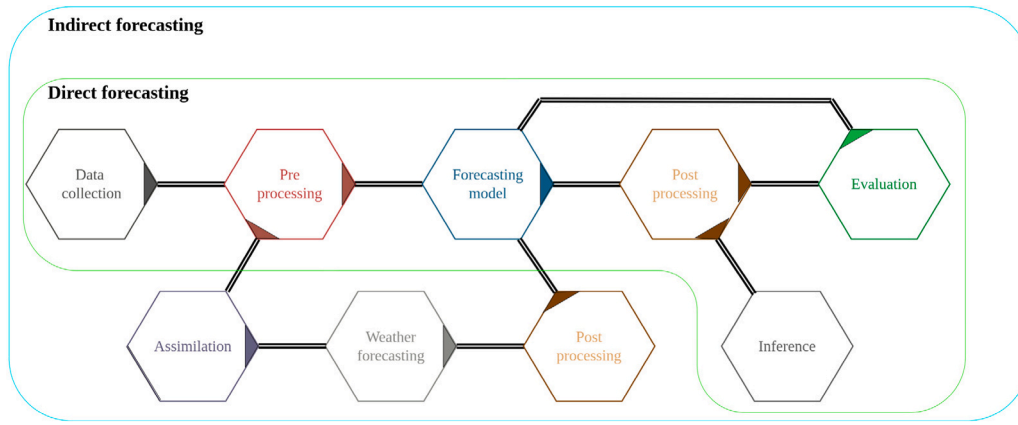 Indirect forecasting
Direct forecasting
Data
collection
Pre
processing
Forecasting
model
Post
processing
Evaluation
Assimilation
Weather
forecasting
Post
processing
Inference